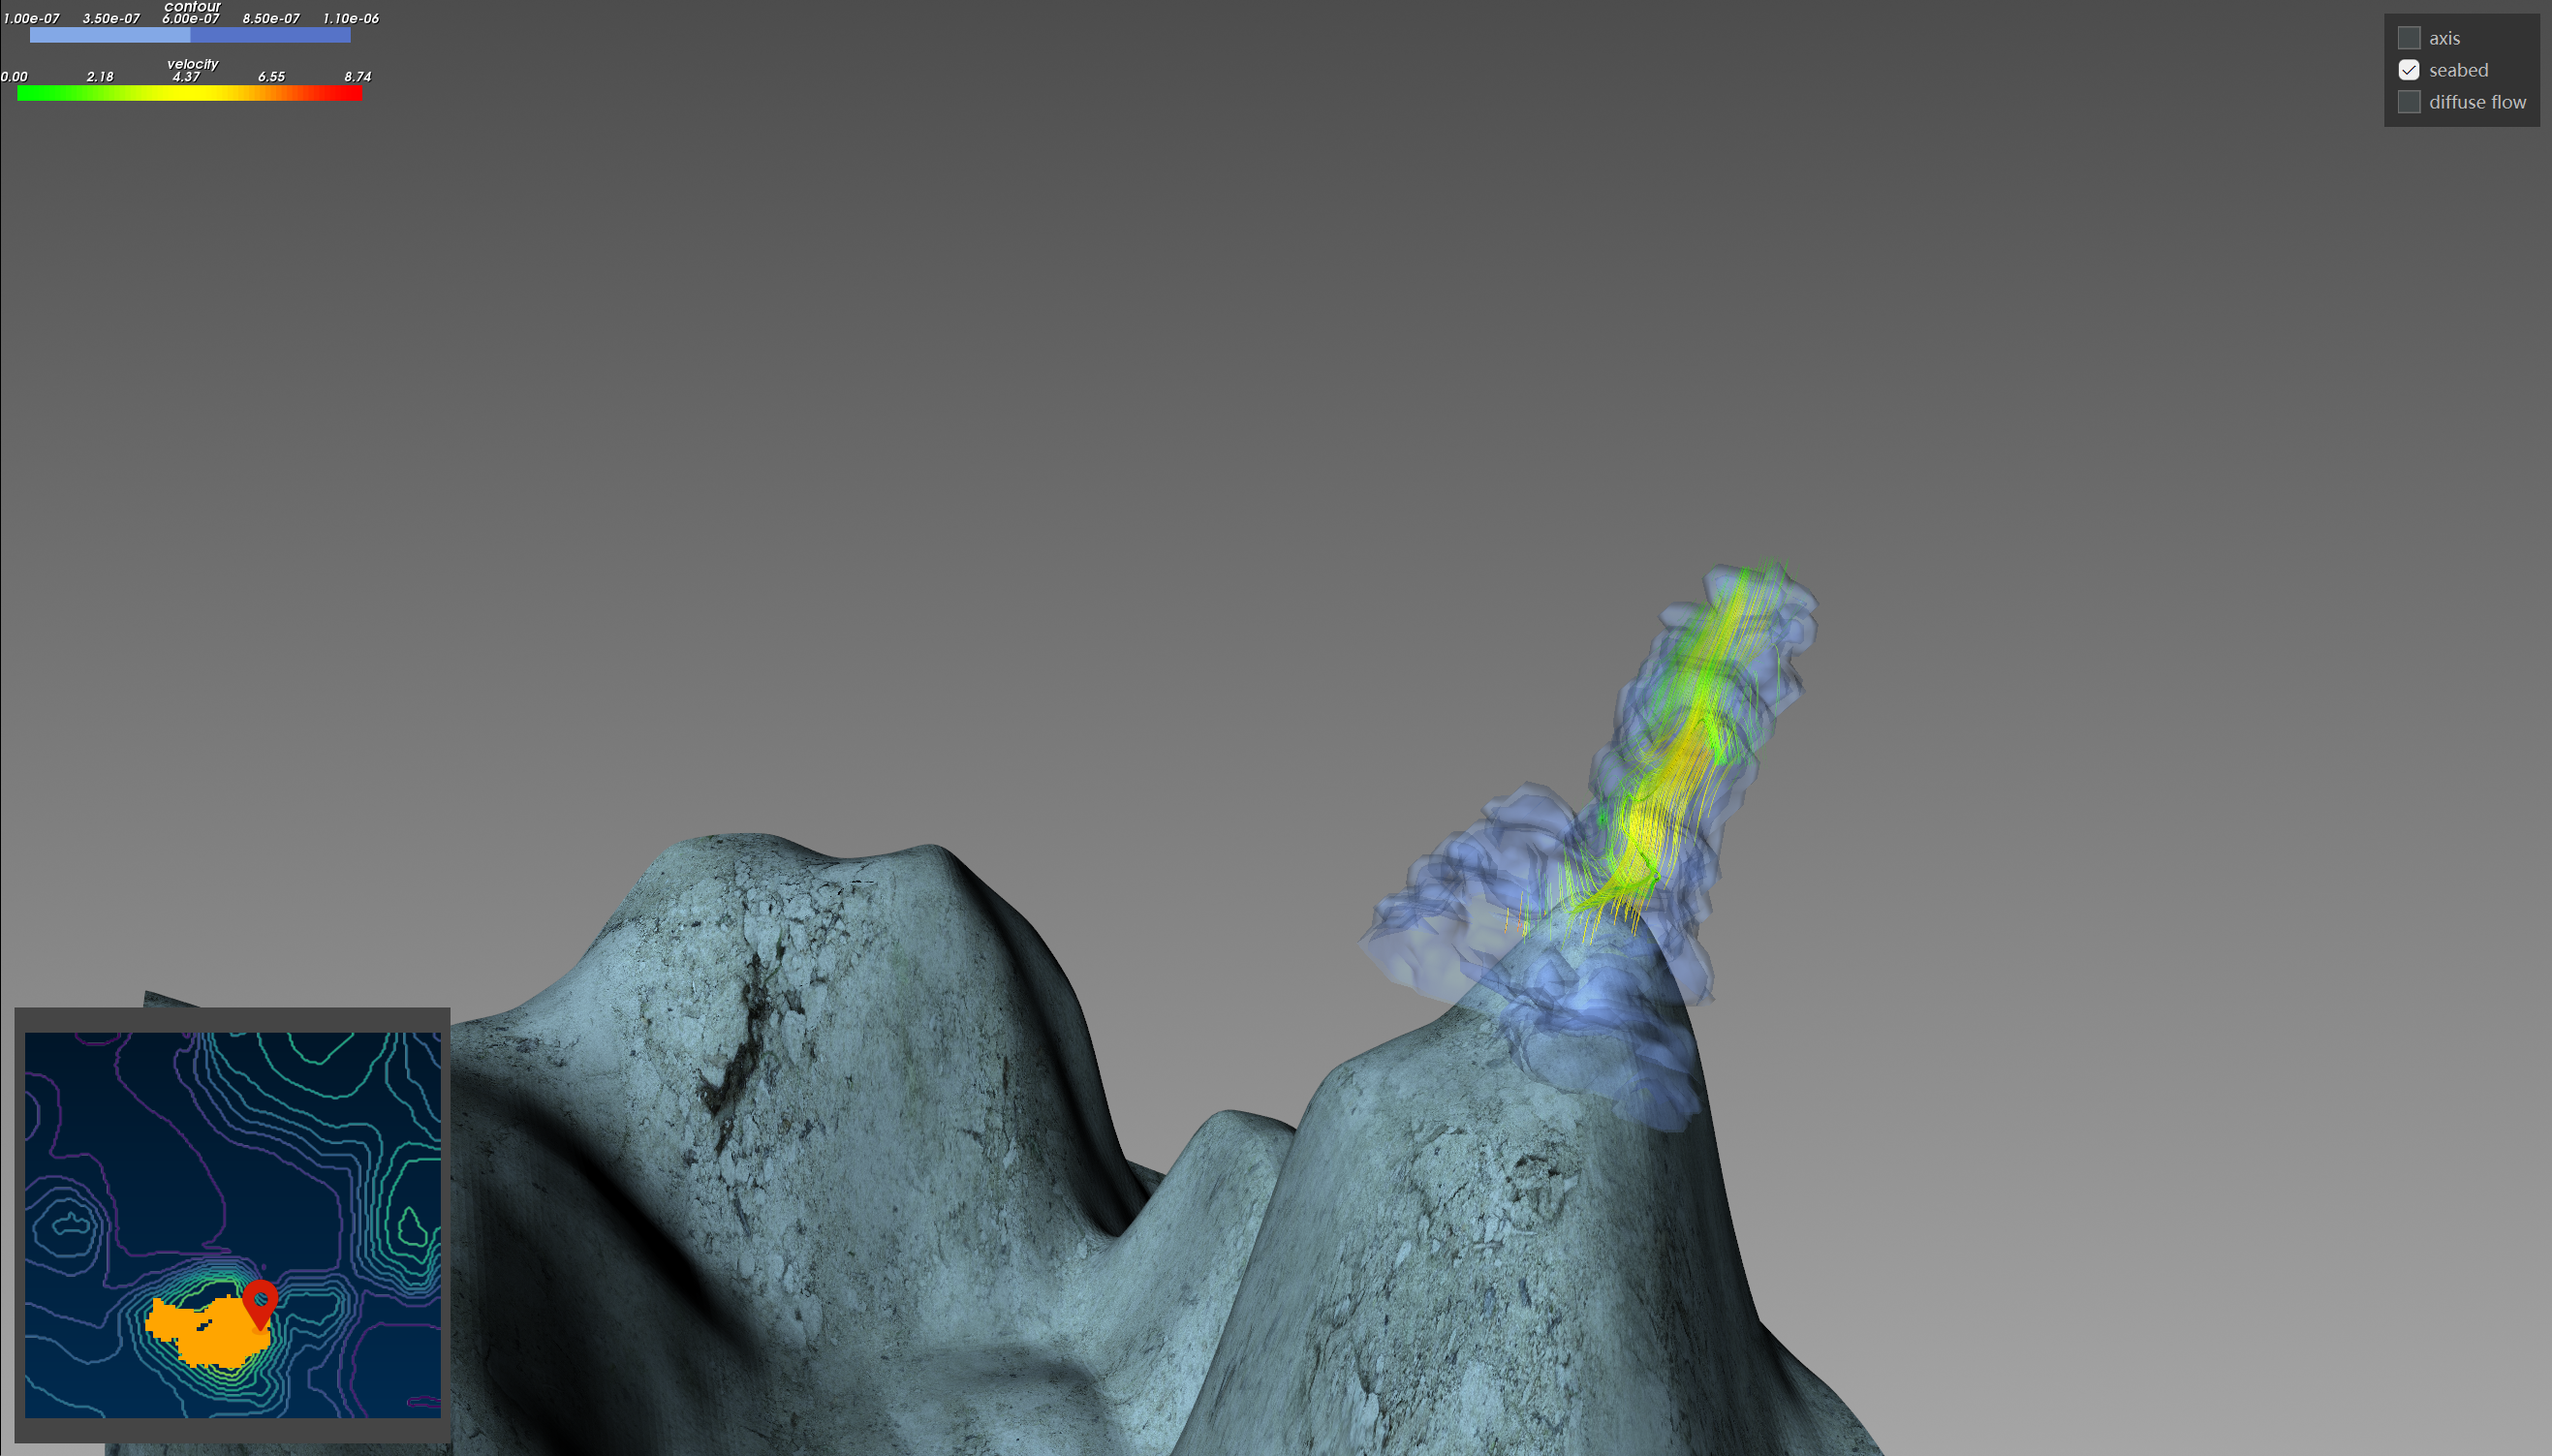 contour
1.00e-07 3.50e-07 6.00e-07 8.50e-07 1.10e-06
velocity
0.00 2.18 4.37 6.55 8.74
axis
seabed
diffuse flow